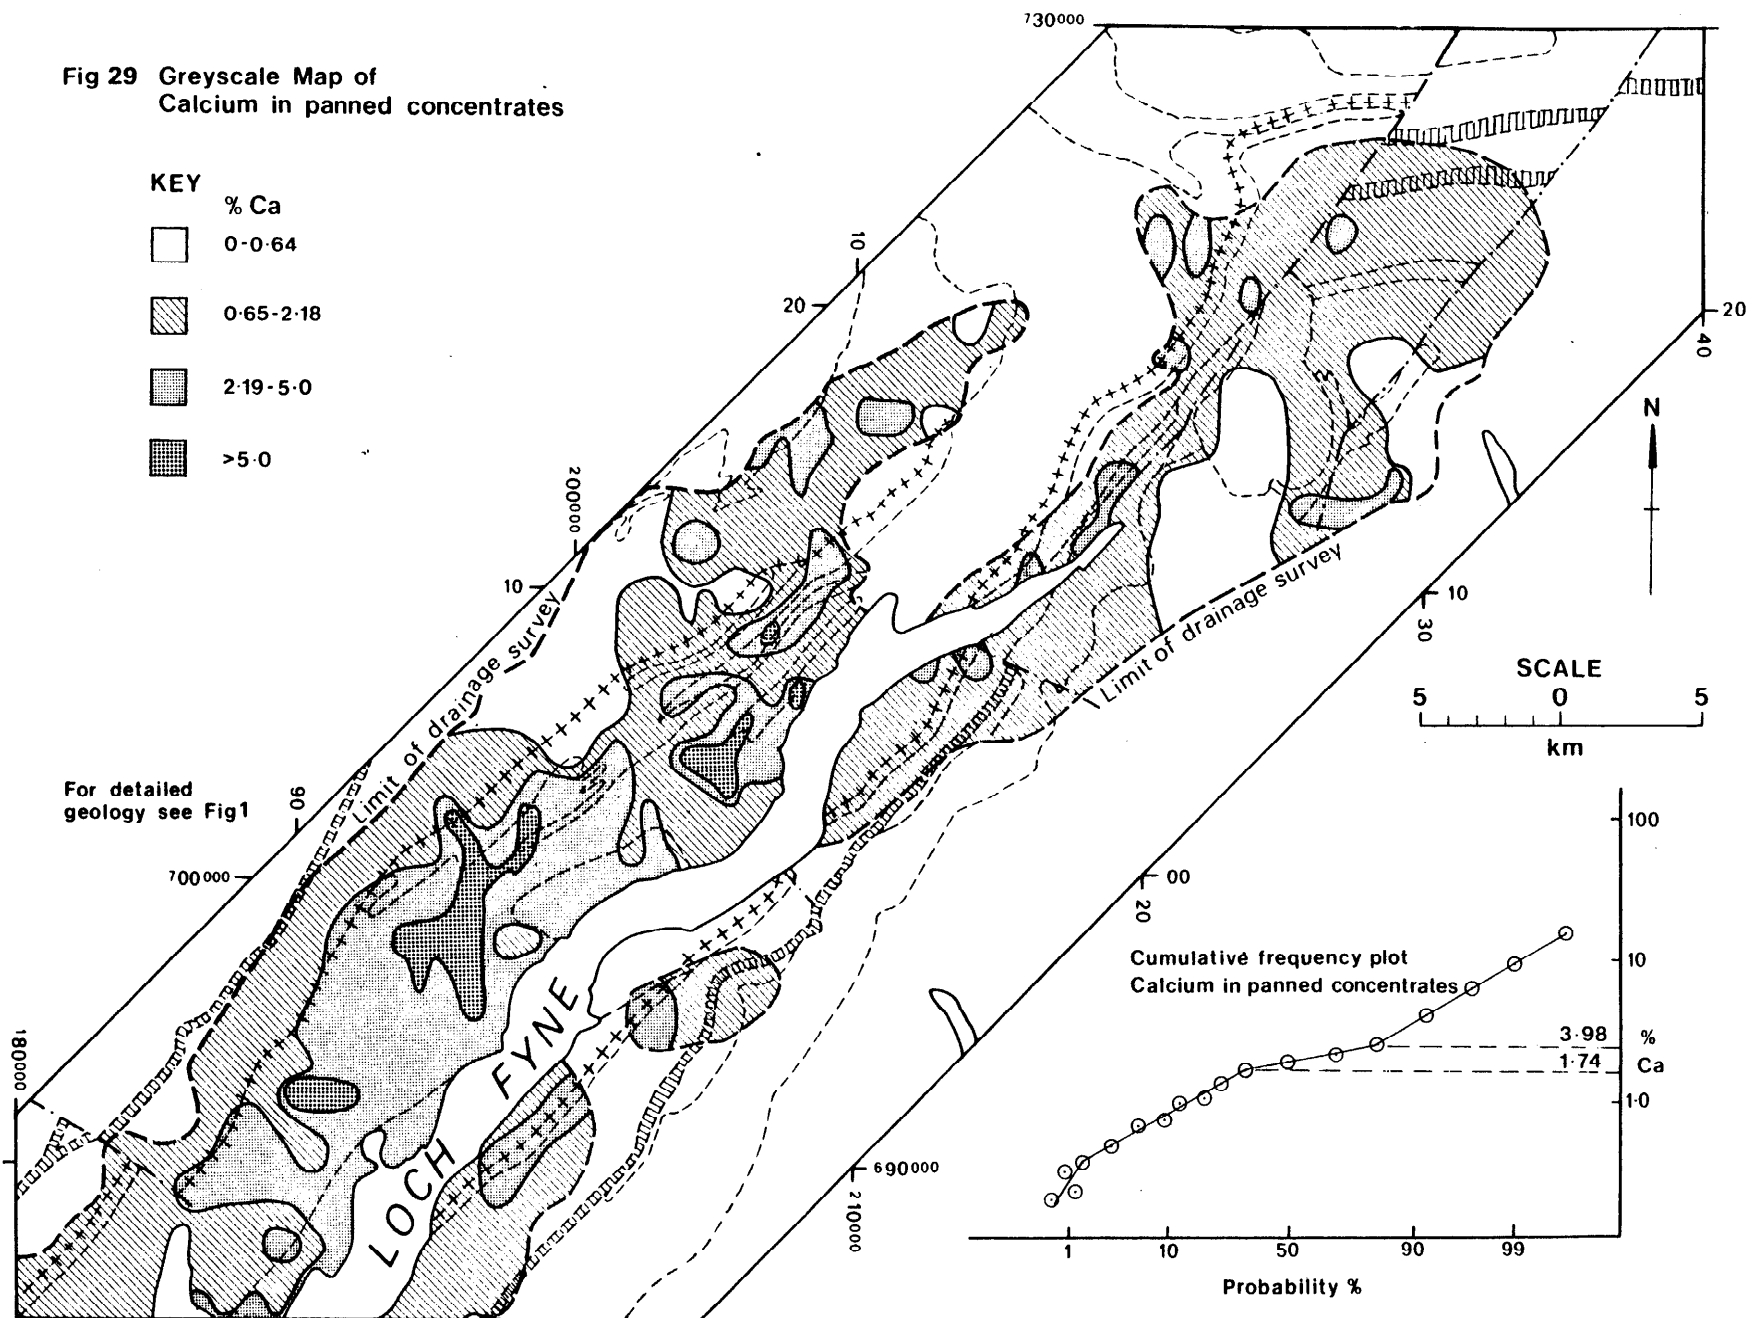 Fig 29 Greyscale Map of
Calcium in panned concentrates
KEY
% Ca
0-0·64
0·65-2·18
2·19-5·0
>5·0
For detailed
geology see Fig1
730000
10
20
200000
10
90
700000
180000
Limit of drainage survey
Limit of drainage survey
LOCH FYNE
20
40
N
10
30
00
20
690000
210000
SCALE
5 0 5
km
Cumulative frequency plot
Calcium in panned concentrates
100
10
3·98 %
1·74 Ca
1·0
1 10 50 90 99
Probability %